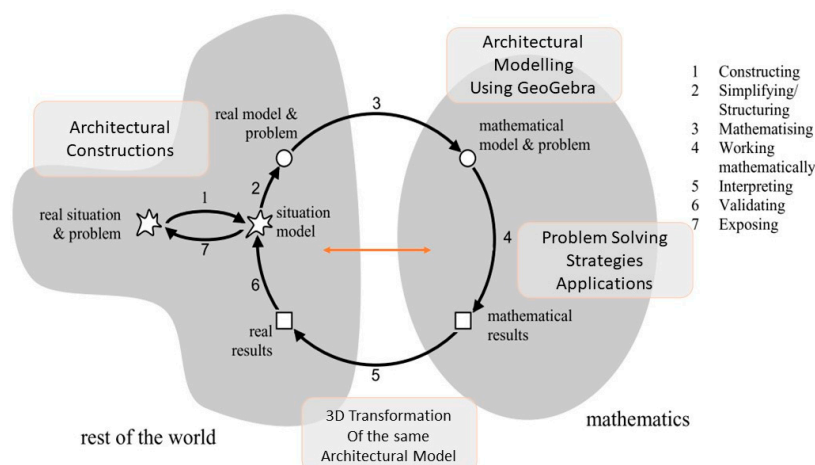 Architectural
Modelling
Using GeoGebra
Architectural
Constructions
real model &
problem
3
mathematical
model & problem
1 Constructing
2 Simplifying/
Structuring
3 Mathematising
4 Working
mathematically
5 Interpreting
6 Validating
7 Exposing
real situation
& problem
1
2
7
situation
model
4
Problem Solving
Strategies
Applications
6
real
results
mathematical
results
5
3D Transformation
Of the same
Architectural Model
rest of the world
mathematics